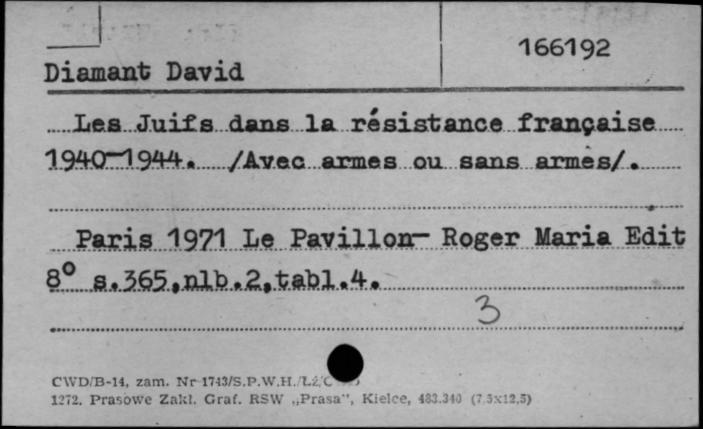 166192
Diamant David
Les Juifs dans la résistance française
1940-1944. /Avec armes ou sans armes/.
Paris 1971 Le Pavillon- Roger Maria Edit
8° s.365,nlb.2,tabl.4.
3
CWD/B-14, zam. Nr 1743/S.P.W.H./LZ/C
1272. Prasowe Zakł. Graf. RSW „Prasa”, Kielce, 483.340 (7,5x12,5)